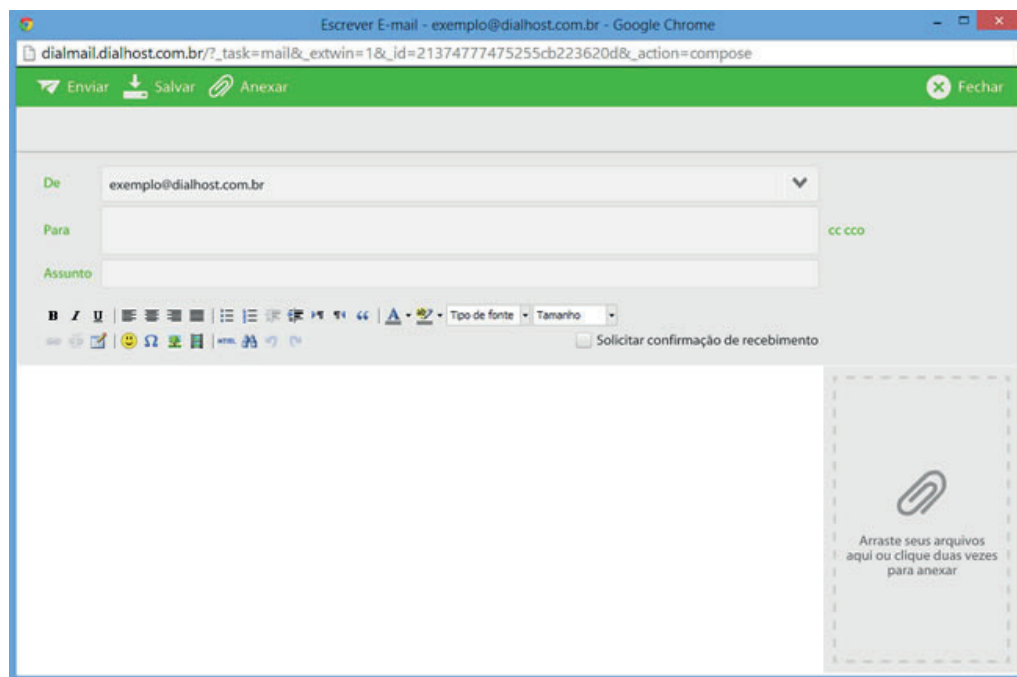 Escrever E-mail - exemplo@dialhost.com.br - Google Chrome
dialmail.dialhost.com.br/?_task=mail&_extwin=1&_id=21374777475255cb223620d&_action=compose
Enviar Salvar Anexar Fechar
De exemplo@dialhost.com.br
Para cc cco
Assunto
B I U A Tipo de fonte Tamanho
Ω HTML Solicitar confirmação de recebimento
Arraste seus arquivos
aqui ou clique duas vezes
para anexar